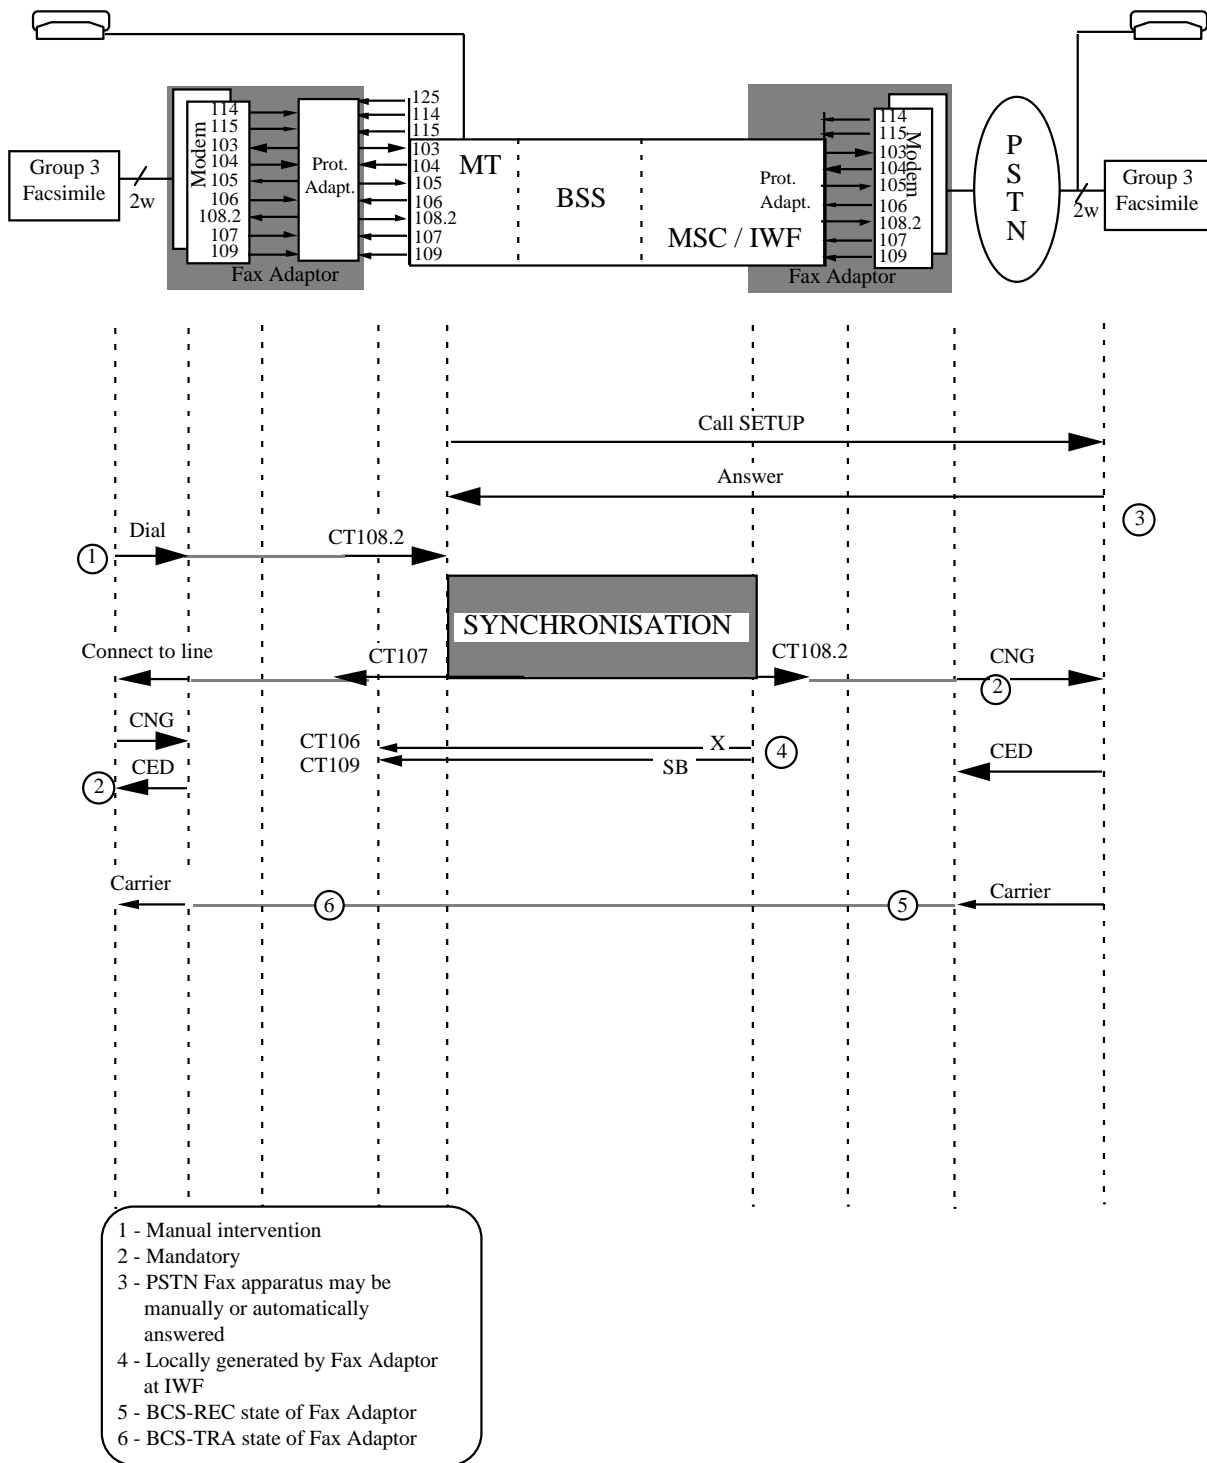 125
114
115
103
104
105
106
108.2
107
109
Modem
114
115
103
104
105
106
108.2
107
109
Prot.
Adapt.
Group 3
Facsimile
2w
Fax Adaptor
MT
BSS
MSC / IWF
Prot.
Adapt.
114
115
103
104
105
106
108.2
107
109
Modem
Fax Adaptor
P
S
T
N
2w
Group 3
Facsimile
Call SETUP
Answer
3
Dial
CT108.2
1
SYNCHRONISATION
Connect to line
CT107
CT108.2
CNG
2
CNG
CT106
X
4
CT109
SB
CED
2
CED
Carrier
6
5
Carrier
1 - Manual intervention
2 - Mandatory
3 - PSTN Fax apparatus may be
manually or automatically
answered
4 - Locally generated by Fax Adaptor
at IWF
5 - BCS-REC state of Fax Adaptor
6 - BCS-TRA state of Fax Adaptor